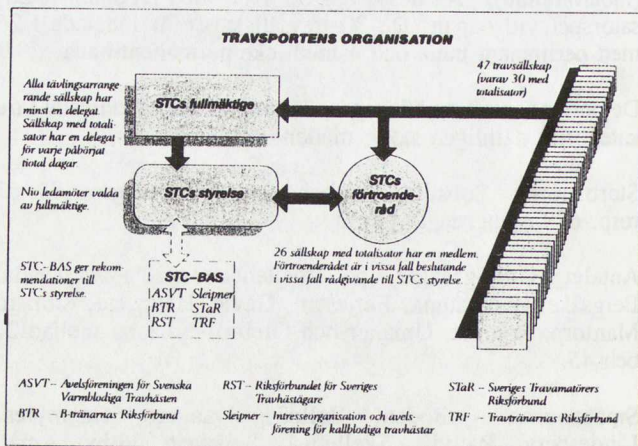 TRAVSPORTENS ORGANISATION
47 travsällskap
(varav 30 med
totalisator)
Alla tävlingsarrange
rande sällskap har
minst en delegat.
Sällskap med totali
sator har en delegat
för varje påbörjat
tiotal dagar.
STCs fullmäktige
Nio ledamöter valda
av fullmäktige.
STCs styrelse
STCs
förtroende-
råd
26 sällskap med totalisator har en medlem.
Förtroenderådet är i vissa fall beslutande
i vissa fall rådgivande till STCs styrelse.
STC-BAS ger rekom-
mendationer till
STCs styrelse.
STC-BAS
ASVT Sleipner
BTR STaR
RST TRF
ASVT -- Avelsföreningen för Svenska
Varmblodiga Travhästen
BTR -- B-tränarnas Riksförbund
RST -- Riksförbundet för Sveriges
Travhästägare
Sleipner -- Intresseorganisation och avels-
förening för kallblodiga travhästar
STaR -- Sveriges Travamatörers
Riksförbund
TRF -- Travtränarnas Riksförbund